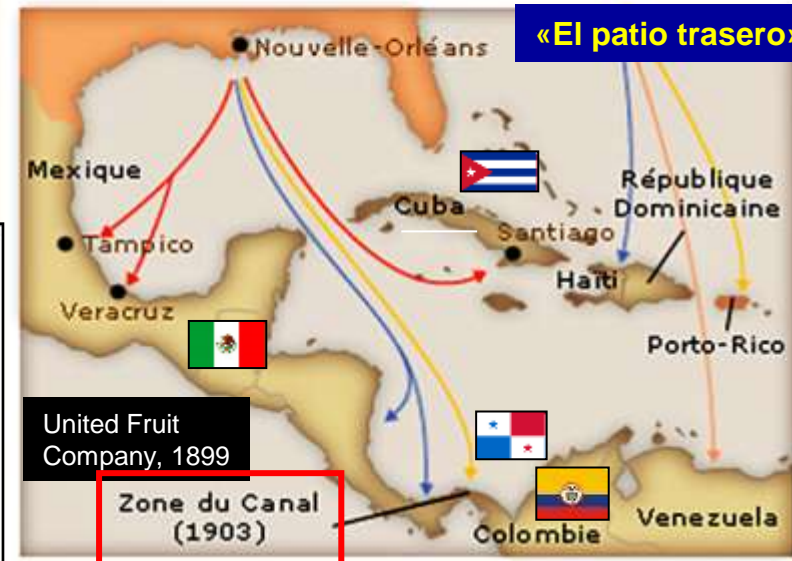 «El patio trasero»
Nouvelle-Orléans
Mexique
Cuba
République
Dominicaine
Santiago
Tampico
Haïti
Veracruz
Porto-Rico
United Fruit
Company, 1899
Zone du Canal
(1903)
Colombie
Venezuela